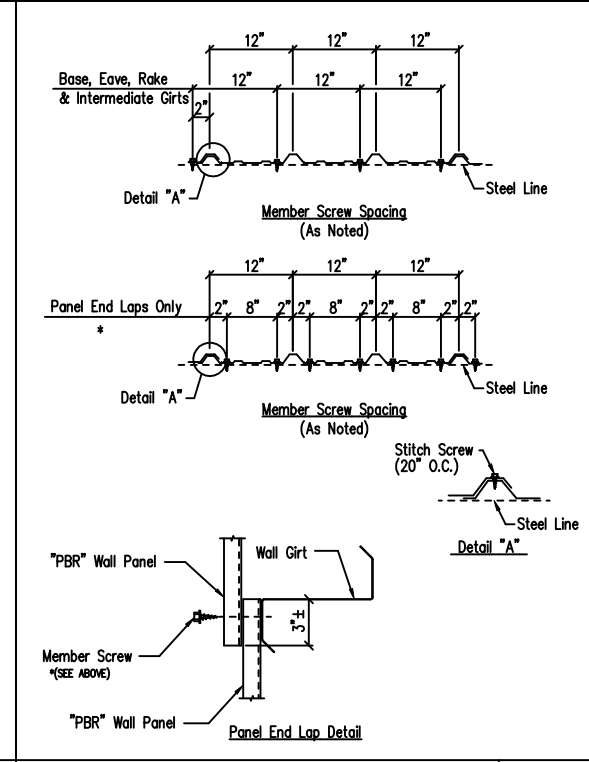 12" 12" 12"
Base, Eave, Rake
& Intermediate Girts
12" 12" 12"
2"
Detail "A"
Steel Line
Member Screw Spacing
(As Noted)
12" 12" 12"
Panel End Laps Only
*
2" 8" 2" 2" 8" 2" 2" 8" 2" 2"
Detail "A"
Steel Line
Member Screw Spacing
(As Noted)
Stitch Screw
(20" O.C.)
Steel Line
Detail "A"
"PBR" Wall Panel
Wall Girt
3"±
Member Screw
*(SEE ABOVE)
"PBR" Wall Panel
Panel End Lap Detail